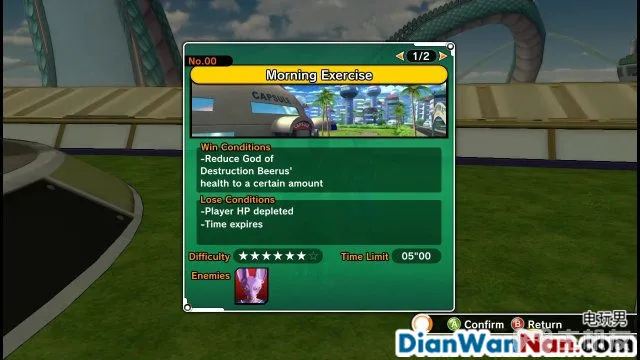 No.00
1/2
Morning Exercise
CAPSULE
Win Conditions
-Reduce God of
Destruction Beerus'
health to a certain amount
Lose Conditions
-Player HP depleted
-Time expires
Difficulty ★★★★★★☆ Time Limit 05"00
Enemies
A Confirm B Return
电玩男
DianWanNan.com